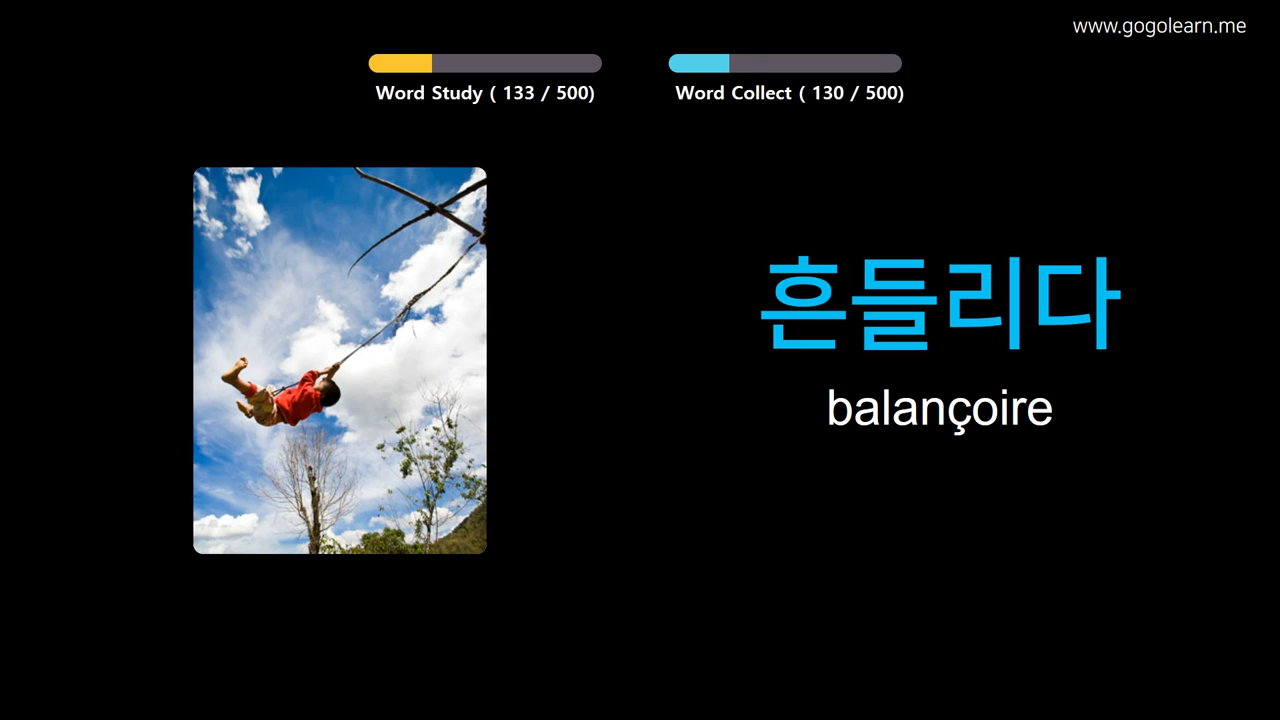 www.gogolearn.me
Word Study ( 133 / 500)
Word Collect ( 130 / 500)
흔들리다
balançoire